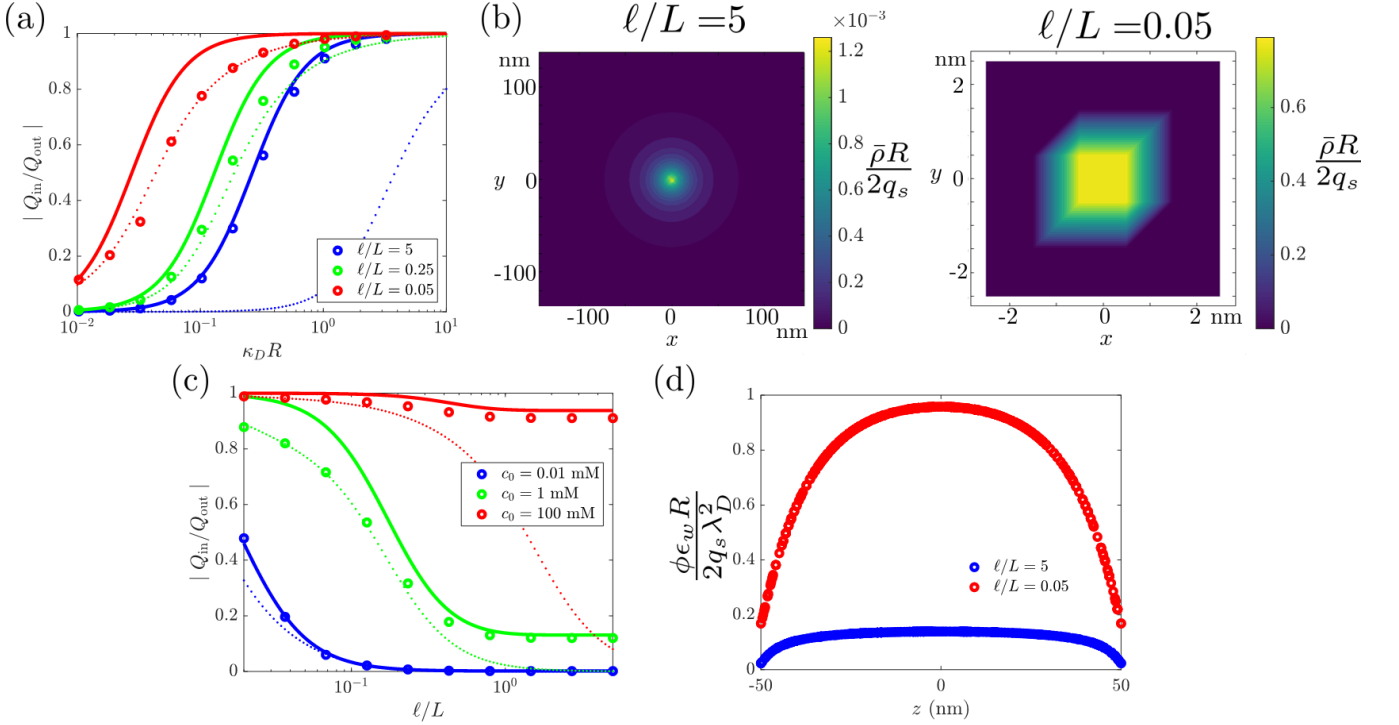 (a)
1
0.8
0.6
0.4
0.2
0
| Q_in/Q_out |
ℓ/L = 5
ℓ/L = 0.25
ℓ/L = 0.05
10^-2
10^-1
10^0
10^1
κ_D R
(b)
ℓ/L =5
nm
100
y 0
-100
-100
0
100
nm
x
×10^-3
1.2
1
0.8
0.6
0.4
0.2
0
ρ̄R
2q_s
ℓ/L =0.05
nm
2
y 0
-2
-2
0
2 nm
x
0.6
0.4
0.2
0
ρ̄R
2q_s
(c)
1
0.8
0.6
0.4
0.2
0
| Q_in/Q_out |
c_0 = 0.01 mM
c_0 = 1 mM
c_0 = 100 mM
10^-1
10^0
ℓ/L
(d)
1
0.8
0.6
0.4
0.2
0
ϕϵ_w R
2q_s λ_D^2
ℓ/L = 5
ℓ/L = 0.05
-50
0
50
z (nm)